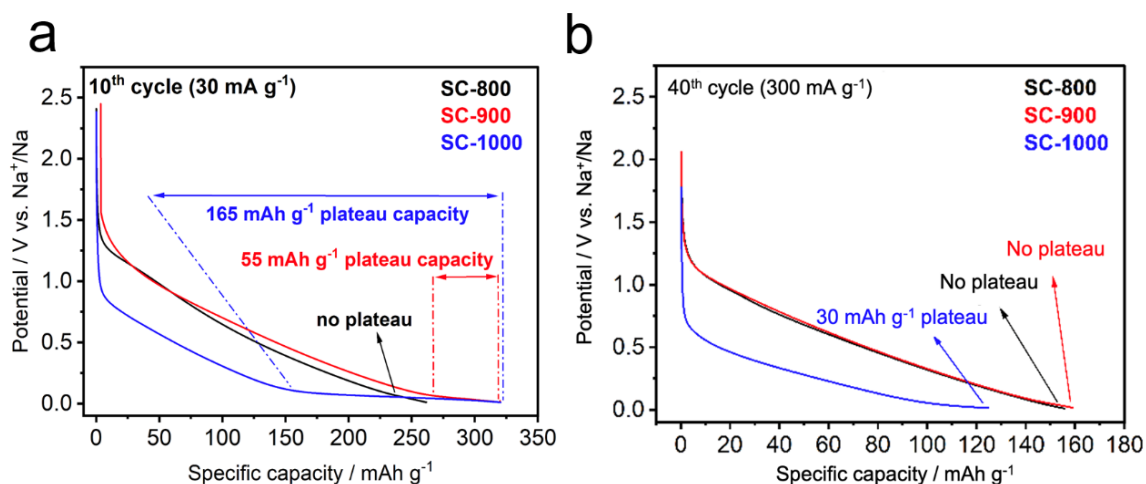 a
10th cycle (30 mA g⁻¹)
SC-800
SC-900
SC-1000
165 mAh g⁻¹ plateau capacity
55 mAh g⁻¹ plateau capacity
no plateau
Potential / V vs. Na⁺/Na
2.5
2.0
1.5
1.0
0.5
0.0
0 50 100 150 200 250 300 350
Specific capacity / mAh g⁻¹
b
40th cycle (300 mA g⁻¹)
SC-800
SC-900
SC-1000
No plateau
No plateau
30 mAh g⁻¹ plateau
Potential / V vs. Na⁺/Na
2.5
2.0
1.5
1.0
0.5
0.0
0 20 40 60 80 100 120 140 160 180
Specific capacity / mAh g⁻¹